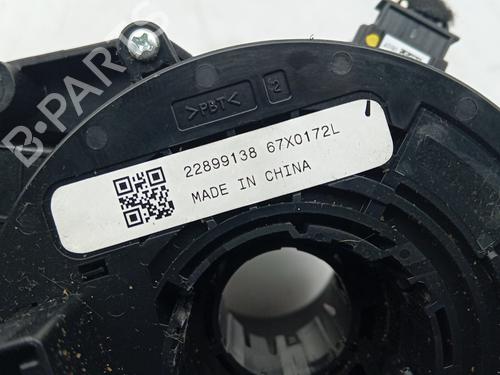 >PBT< 2
22899138 67X0172L
MADE IN CHINA
B-PARTS